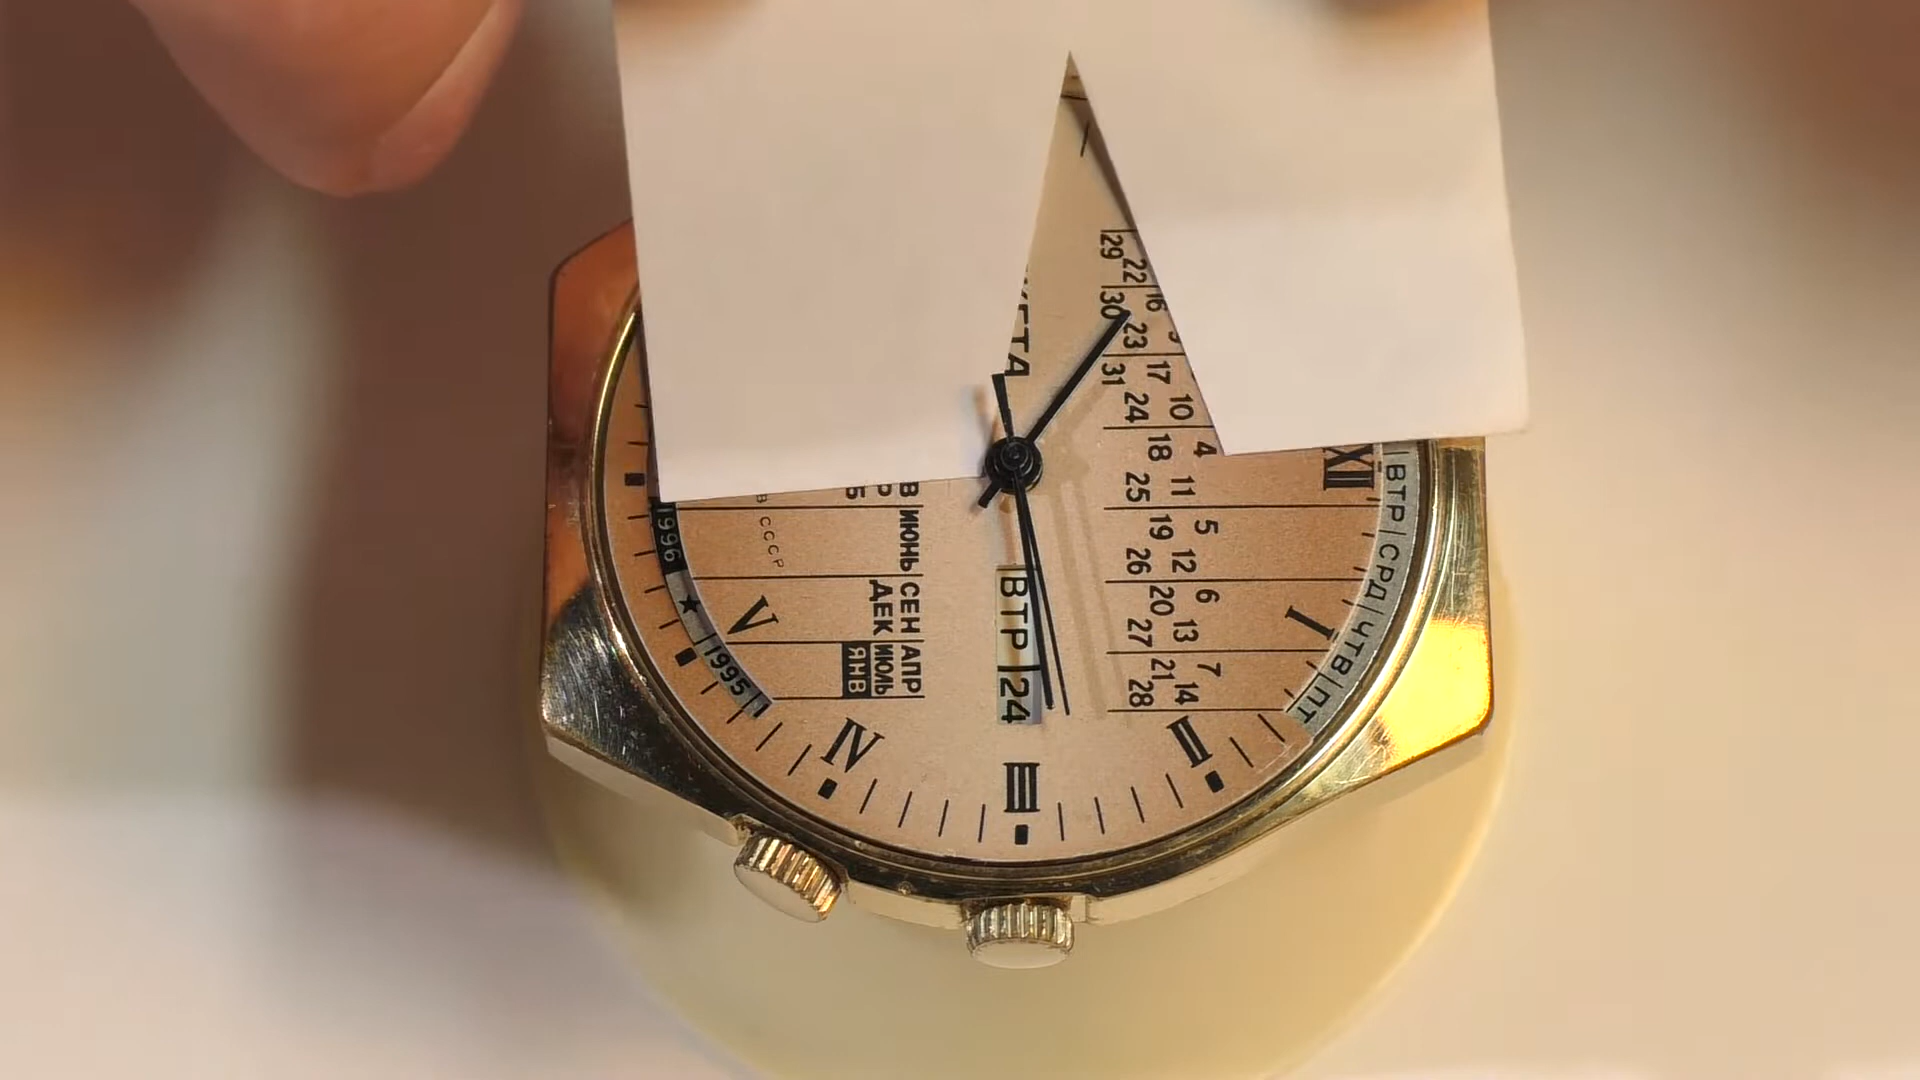 29 22 16
30 23
31 24 17 10
25 18 11 4
26 19 12 5
27 20 13 6
28 21 14 7
XII
I
II
III
IV
V
ВТР СРД ЧТВ ПТ
ВТР 24
ИЮНЬ
СЕН
ДЕК
АПР
ИЮЛЬ
ЯНВ
В СССР
1996
★
1995